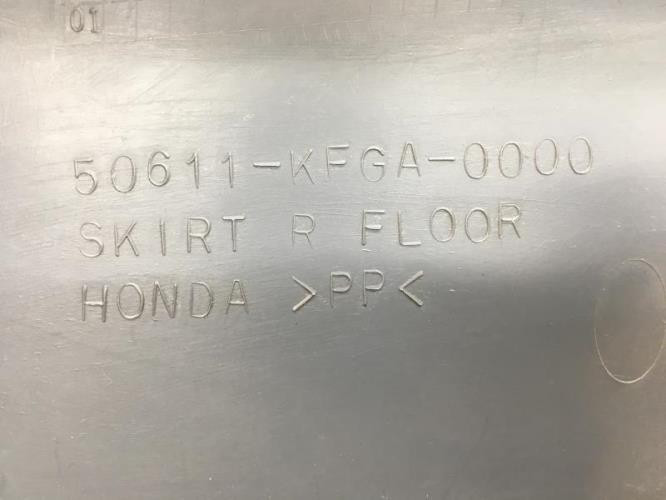 01
50611-KFGA-0000
SKIRT R FLOOR
HONDA >PP<